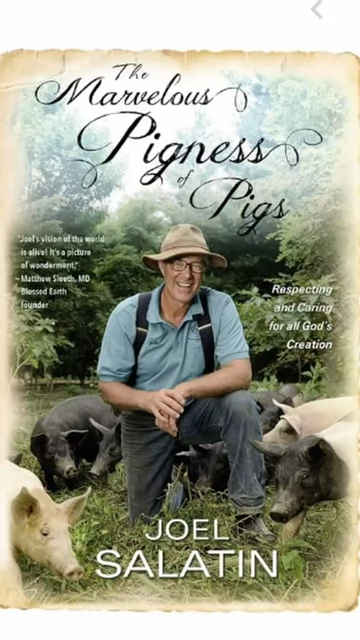 The
Marvelous
Pigness
of
Pigs
"Joel's vision of the world
is alive! It's a picture
of wonderment."
– Matthew Sleeth, MD
Blessed Earth
founder
Respecting
and Caring
for all God's
Creation
JOEL
SALATIN